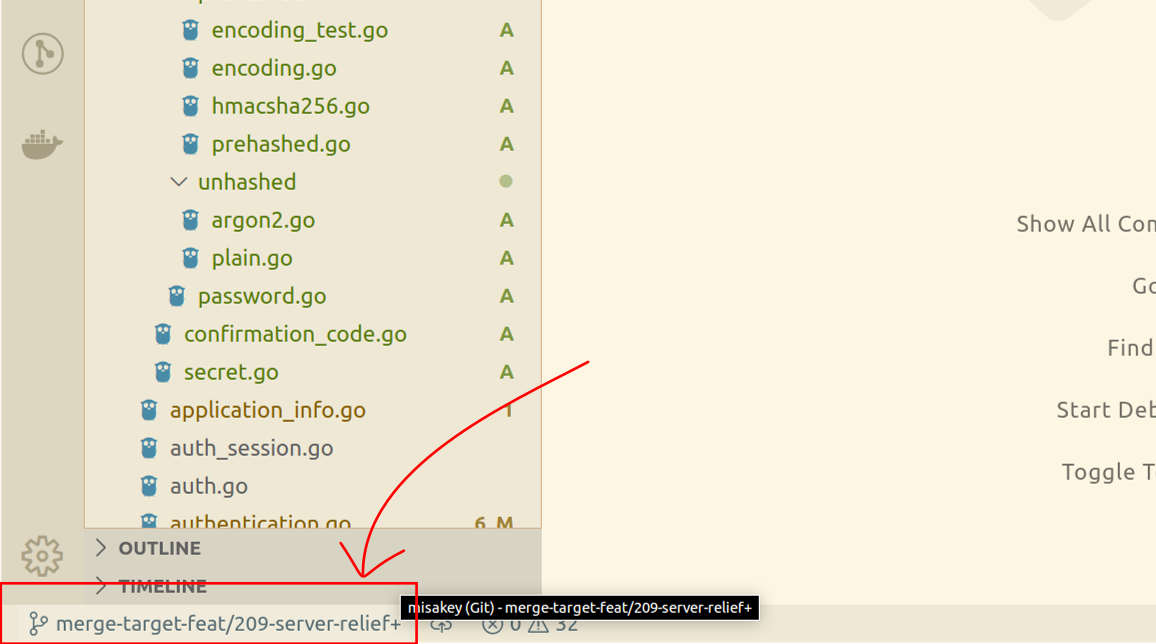 encoding_test.go A
encoding.go A
hmacsha256.go A
prehashed.go A
unhashed
argon2.go A
plain.go A
password.go A
confirmation_code.go A
secret.go A
application_info.go 1
auth_session.go
auth.go
authentication.go 6, M
OUTLINE
TIMELINE
merge-target-feat/209-server-relief+ 0 32
misakey (Git) - merge-target-feat/209-server-relief+
Show All Com
Go
Find
Start Deb
Toggle T